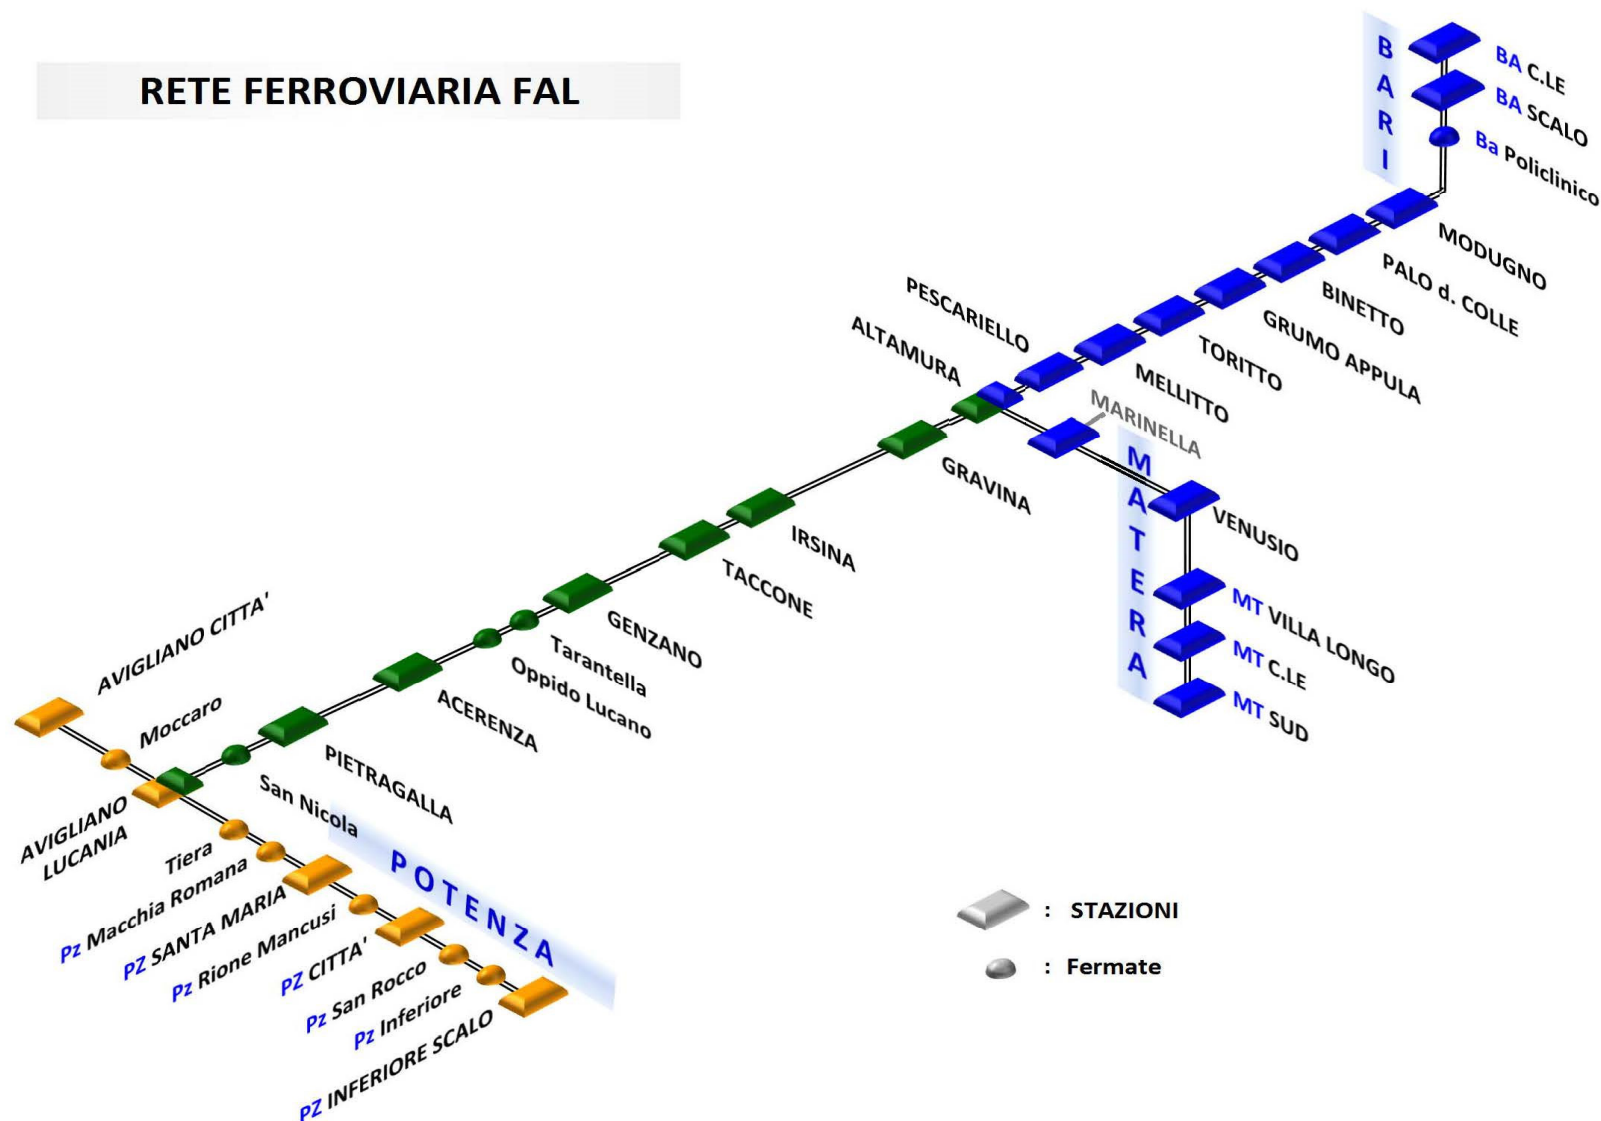 RETE FERROVIARIA FAL
BARI
BA C.LE
BA SCALO
Ba Policlinico
MODUGNO
PALO d. COLLE
BINETTO
GRUMO APPULA
TORITTO
MELLITTO
PESCARIELLO
ALTAMURA
MARINELLA
MATERA
VENUSIO
MT VILLA LONGO
MT C.LE
MT SUD
GRAVINA
IRSINA
TACCONE
GENZANO
Tarantella
Oppido Lucano
ACERENZA
PIETRAGALLA
San Nicola
AVIGLIANO CITTA'
Moccaro
AVIGLIANO
LUCANIA
Tiera
Pz Macchia Romana
PZ SANTA MARIA
Pz Rione Mancusi
PZ CITTA'
Pz San Rocco
Pz Inferiore
PZ INFERIORE SCALO
POTENZA
: STAZIONI
: Fermate